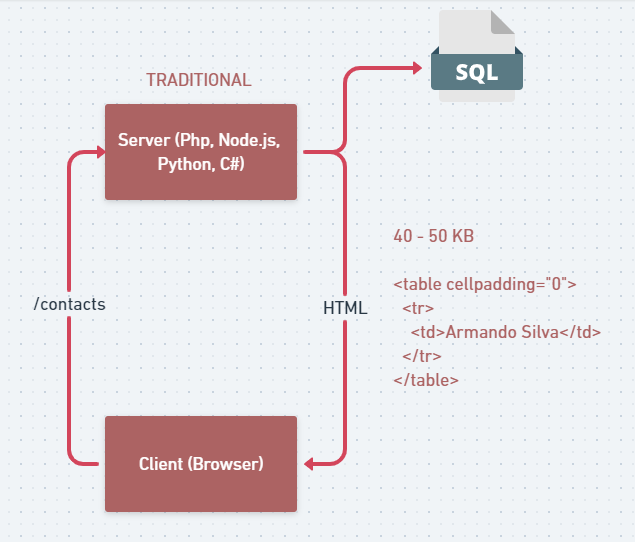 SQL
TRADITIONAL
Server (Php, Node.js,
Python, C#)
40 - 50 KB
<table cellpadding="0">
<tr>
<td>Armando Silva</td>
</tr>
</table>
/contacts
HTML
Client (Browser)